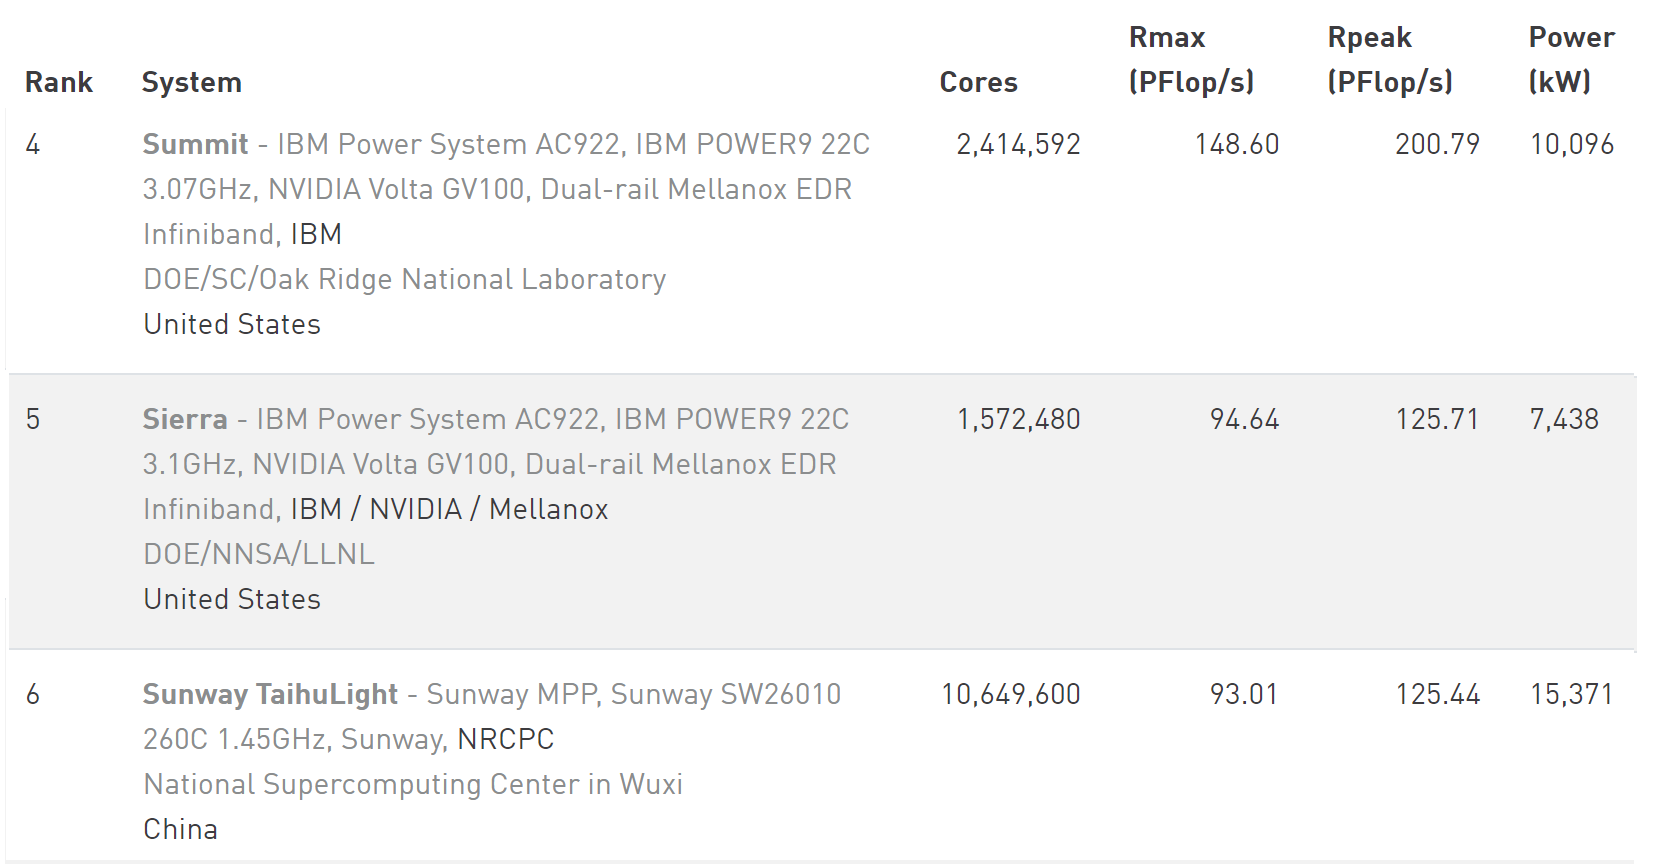 Rank System Cores Rmax (PFlop/s) Rpeak (PFlop/s) Power (kW)
4 Summit - IBM Power System AC922, IBM POWER9 22C 2,414,592 148.60 200.79 10,096
3.07GHz, NVIDIA Volta GV100, Dual-rail Mellanox EDR
Infiniband, IBM
DOE/SC/Oak Ridge National Laboratory
United States
5 Sierra - IBM Power System AC922, IBM POWER9 22C 1,572,480 94.64 125.71 7,438
3.1GHz, NVIDIA Volta GV100, Dual-rail Mellanox EDR
Infiniband, IBM / NVIDIA / Mellanox
DOE/NNSA/LLNL
United States
6 Sunway TaihuLight - Sunway MPP, Sunway SW26010 10,649,600 93.01 125.44 15,371
260C 1.45GHz, Sunway, NRCPC
National Supercomputing Center in Wuxi
China